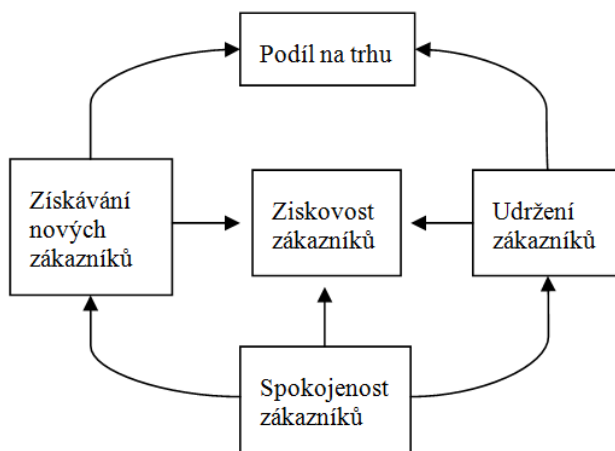 Podíl na trhu
Získávání
nových
zákazníků
Ziskovost
zákazníků
Udržení
zákazníků
Spokojenost
zákazníků